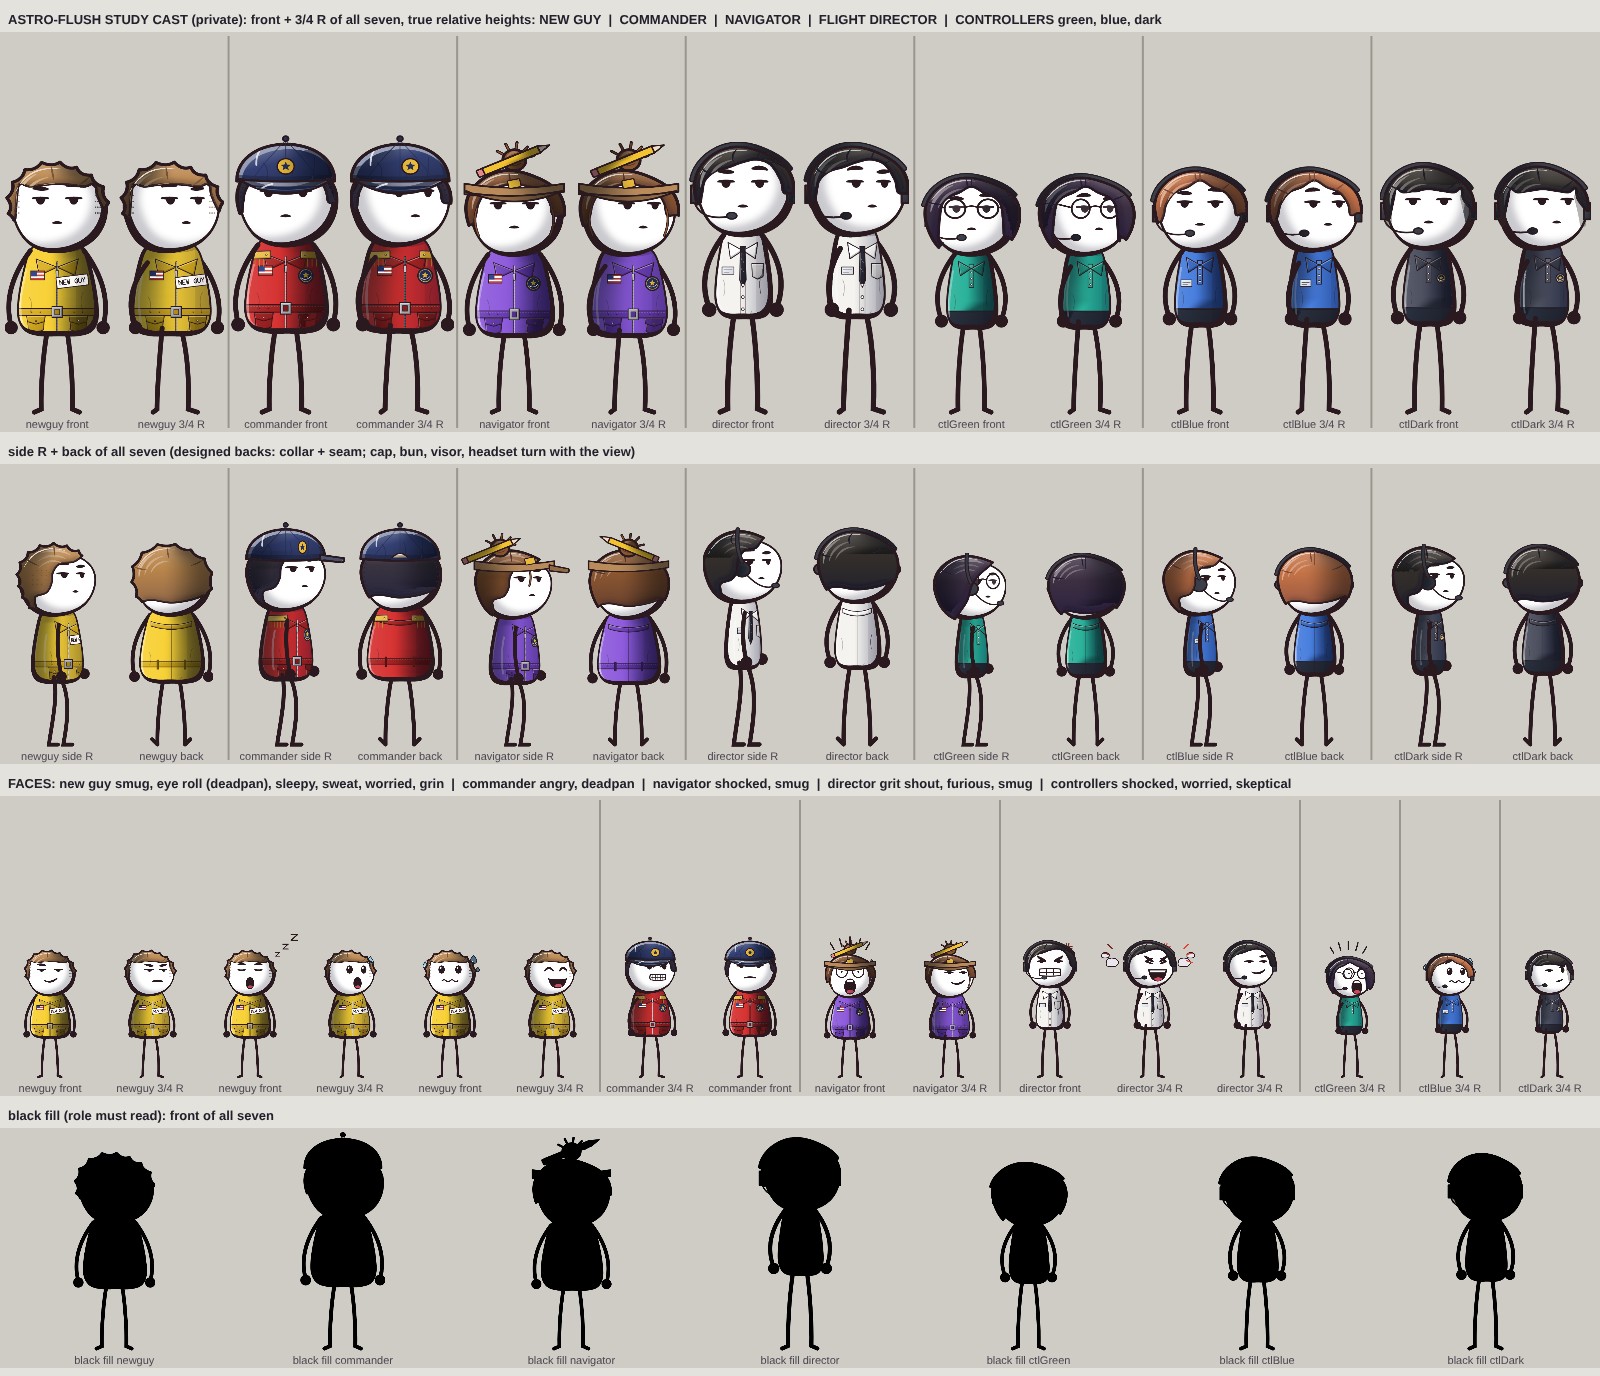 ASTRO-FLUSH STUDY CAST (private): front + 3/4 R of all seven, true relative heights: NEW GUY | COMMANDER | NAVIGATOR | FLIGHT DIRECTOR | CONTROLLERS green, blue, dark
NEW GUY NEW GUY
newguy front newguy 3/4 R commander front commander 3/4 R navigator front navigator 3/4 R director front director 3/4 R ctlGreen front ctlGreen 3/4 R ctlBlue front ctlBlue 3/4 R ctlDark front ctlDark 3/4 R
side R + back of all seven (designed backs: collar + seam; cap, bun, visor, headset turn with the view)
newguy side R newguy back commander side R commander back navigator side R navigator back director side R director back ctlGreen side R ctlGreen back ctlBlue side R ctlBlue back ctlDark side R ctlDark back
FACES: new guy smug, eye roll (deadpan), sleepy, sweat, worried, grin | commander angry, deadpan | navigator shocked, smug | director grit shout, furious, smug | controllers shocked, worried, skeptical
z z z
newguy front newguy 3/4 R newguy front newguy 3/4 R newguy front newguy 3/4 R commander 3/4 R commander front navigator front navigator 3/4 R director front director 3/4 R director 3/4 R ctlGreen 3/4 R ctlBlue 3/4 R ctlDark 3/4 R
black fill (role must read): front of all seven
black fill newguy black fill commander black fill navigator black fill director black fill ctlGreen black fill ctlBlue black fill ctlDark